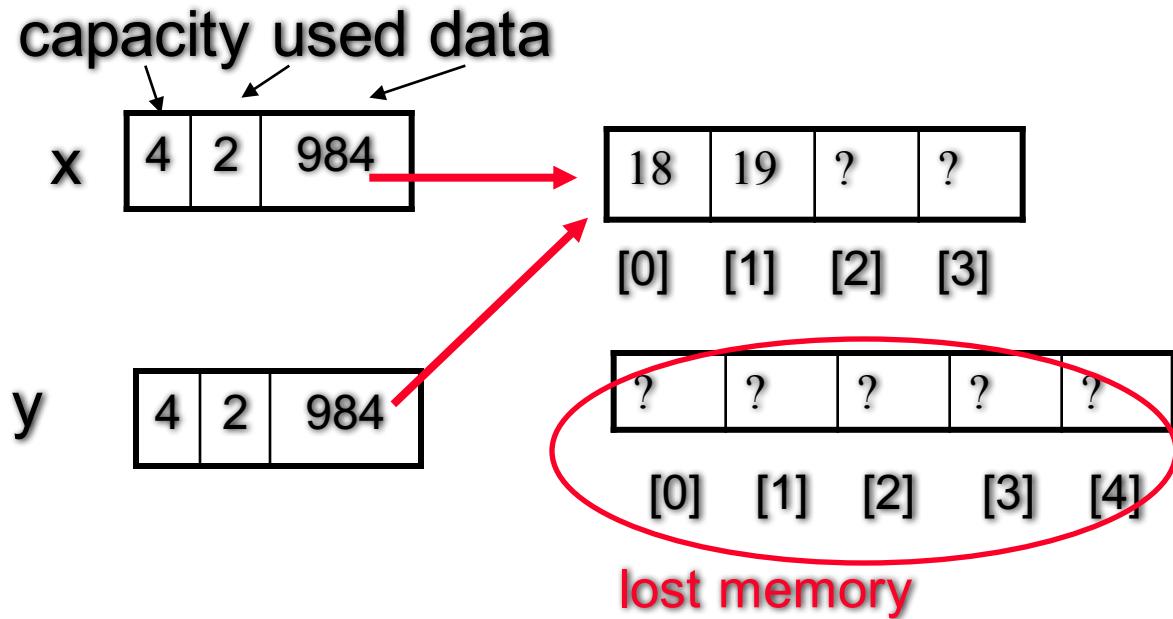 capacity used data
x 4 2 984
18 19 ? ?
[0] [1] [2] [3]
y 4 2 984
? ? ? ? ?
[0] [1] [2] [3] [4]
lost memory